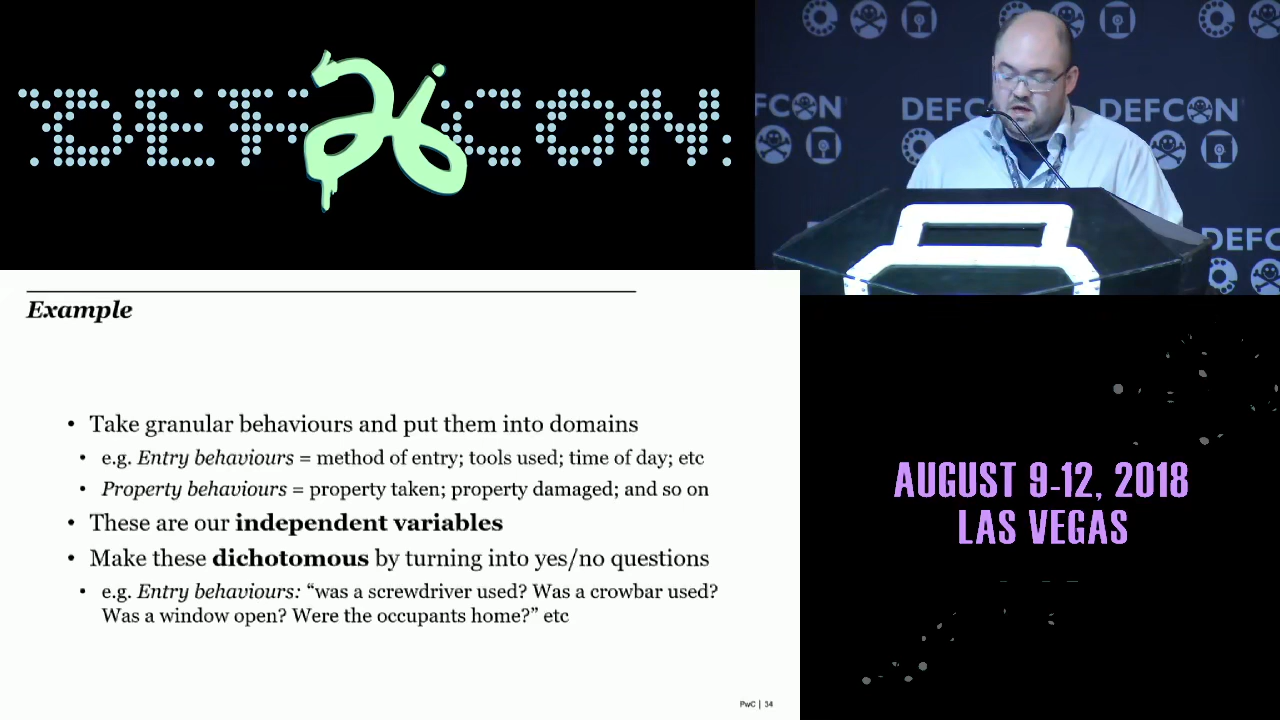 DEF 26 CON
DEFCON
DEFCON
FCON
DEFC
Example
• Take granular behaviours and put them into domains
• e.g. Entry behaviours = method of entry; tools used; time of day; etc
• Property behaviours = property taken; property damaged; and so on
• These are our independent variables
• Make these dichotomous by turning into yes/no questions
• e.g. Entry behaviours: “was a screwdriver used? Was a crowbar used?
Was a window open? Were the occupants home?” etc
PwC | 34
AUGUST 9-12, 2018
LAS VEGAS